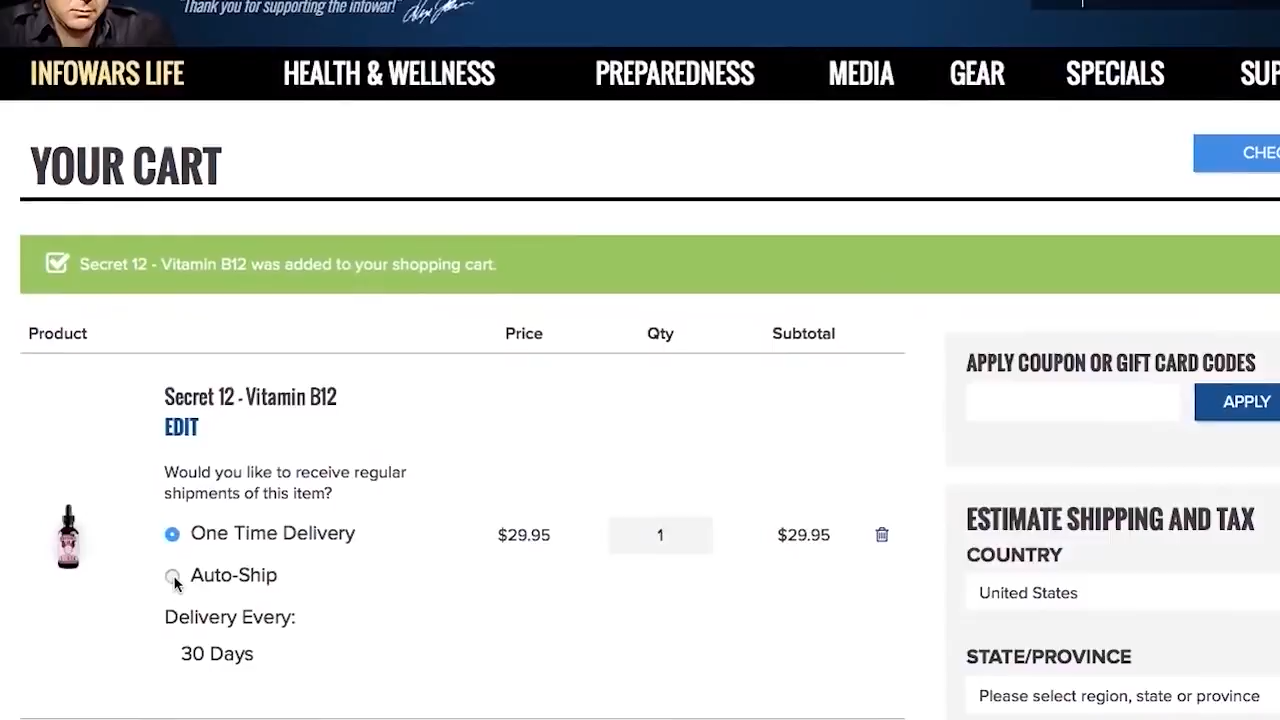 "Thank you for supporting the infowar!"
INFOWARS LIFE HEALTH & WELLNESS PREPAREDNESS MEDIA GEAR SPECIALS SUP
YOUR CART
CHEC
Secret 12 - Vitamin B12 was added to your shopping cart.
Product Price Qty Subtotal
Secret 12 - Vitamin B12
EDIT
Would you like to receive regular
shipments of this item?
One Time Delivery
$29.95 1 $29.95
Auto-Ship
Delivery Every:
30 Days
APPLY COUPON OR GIFT CARD CODES
APPLY
ESTIMATE SHIPPING AND TAX
COUNTRY
United States
STATE/PROVINCE
Please select region, state or province